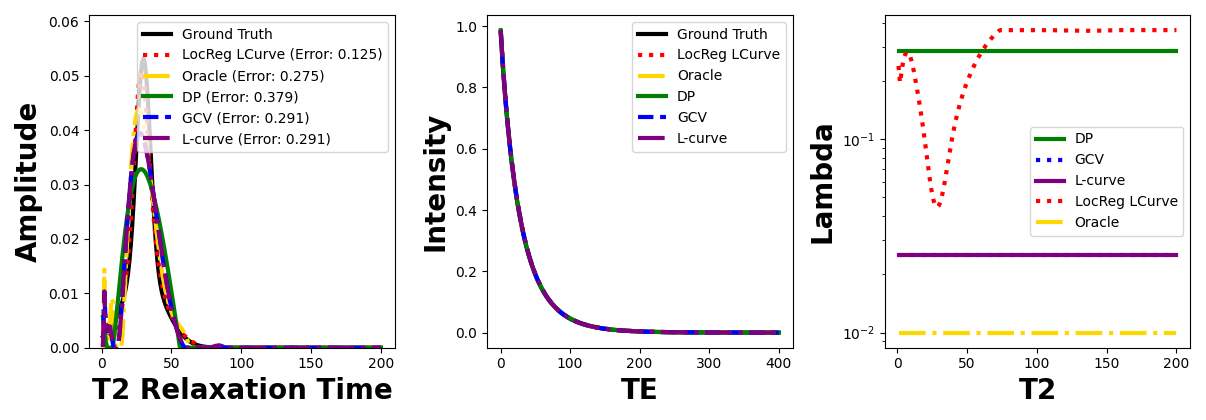 0.06
0.05
0.04
0.03
0.02
0.01
0.00
Amplitude
Ground Truth
LocReg LCurve (Error: 0.125)
Oracle (Error: 0.275)
DP (Error: 0.379)
GCV (Error: 0.291)
L-curve (Error: 0.291)
0 50 100 150 200
T2 Relaxation Time
1.0
0.8
0.6
0.4
0.2
0.0
Intensity
Ground Truth
LocReg LCurve
Oracle
DP
GCV
L-curve
0 100 200 300 400
TE
10⁻¹
10⁻²
Lambda
DP
GCV
L-curve
LocReg LCurve
Oracle
0 50 100 150 200
T2